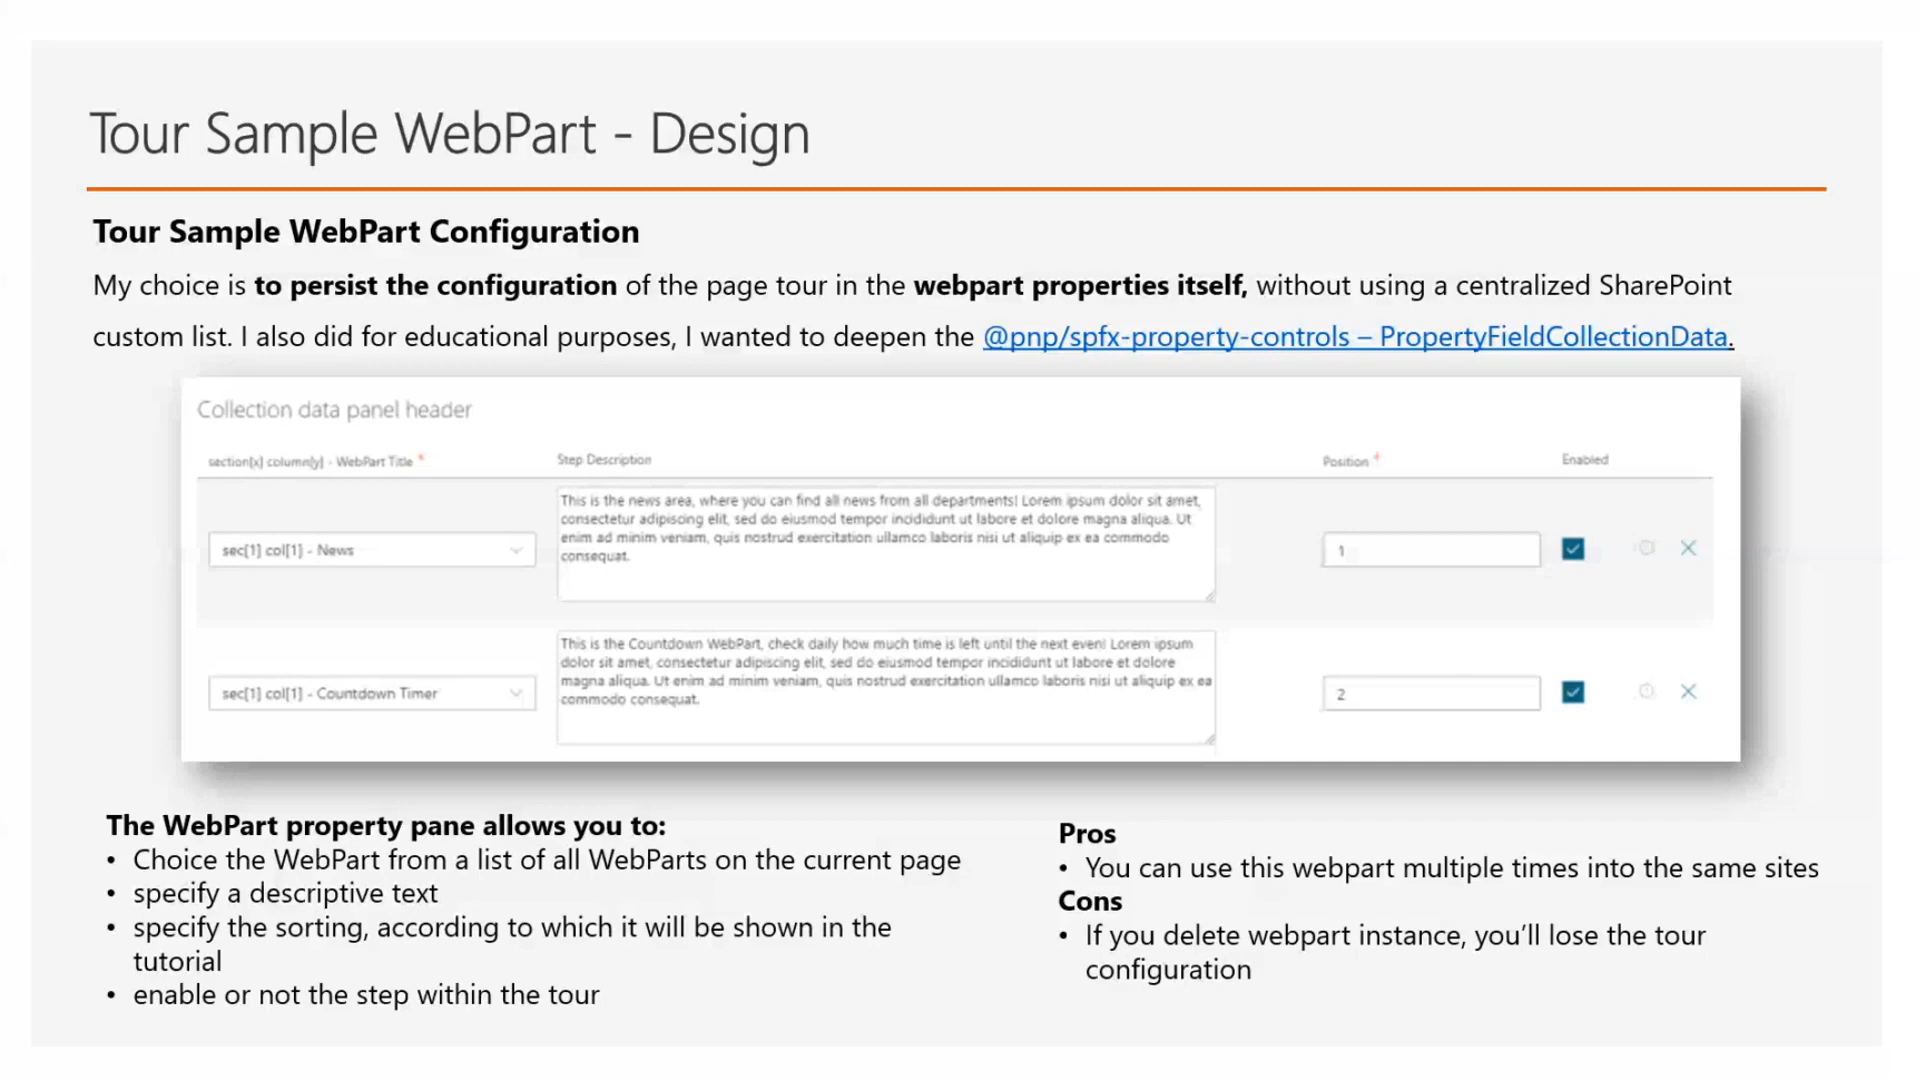 Tour Sample WebPart - Design
Tour Sample WebPart Configuration
My choice is to persist the configuration of the page tour in the webpart properties itself, without using a centralized SharePoint
custom list. I also did for educational purposes, I wanted to deepen the @pnp/spfx-property-controls – PropertyFieldCollectionData.
Collection data panel header
section[x] column[y] - WebPart Title *
Step Description
Position *
Enabled
sec[1] col[1] - News
This is the news area, where you can find all news from all departments! Lorem ipsum dolor sit amet,
consectetur adipiscing elit, sed do eiusmod tempor incididunt ut labore et dolore magna aliqua. Ut
enim ad minim veniam, quis nostrud exercitation ullamco laboris nisi ut aliquip ex ea commodo
consequat.
1
sec[1] col[1] - Countdown Timer
This is the Countdown WebPart, check daily how much time is left until the next even! Lorem ipsum
dolor sit amet, consectetur adipiscing elit, sed do eiusmod tempor incididunt ut labore et dolore
magna aliqua. Ut enim ad minim veniam, quis nostrud exercitation ullamco laboris nisi ut aliquip ex ea
commodo consequat.
2
The WebPart property pane allows you to:
• Choice the WebPart from a list of all WebParts on the current page
• specify a descriptive text
• specify the sorting, according to which it will be shown in the
tutorial
• enable or not the step within the tour
Pros
• You can use this webpart multiple times into the same sites
Cons
• If you delete webpart instance, you’ll lose the tour
configuration